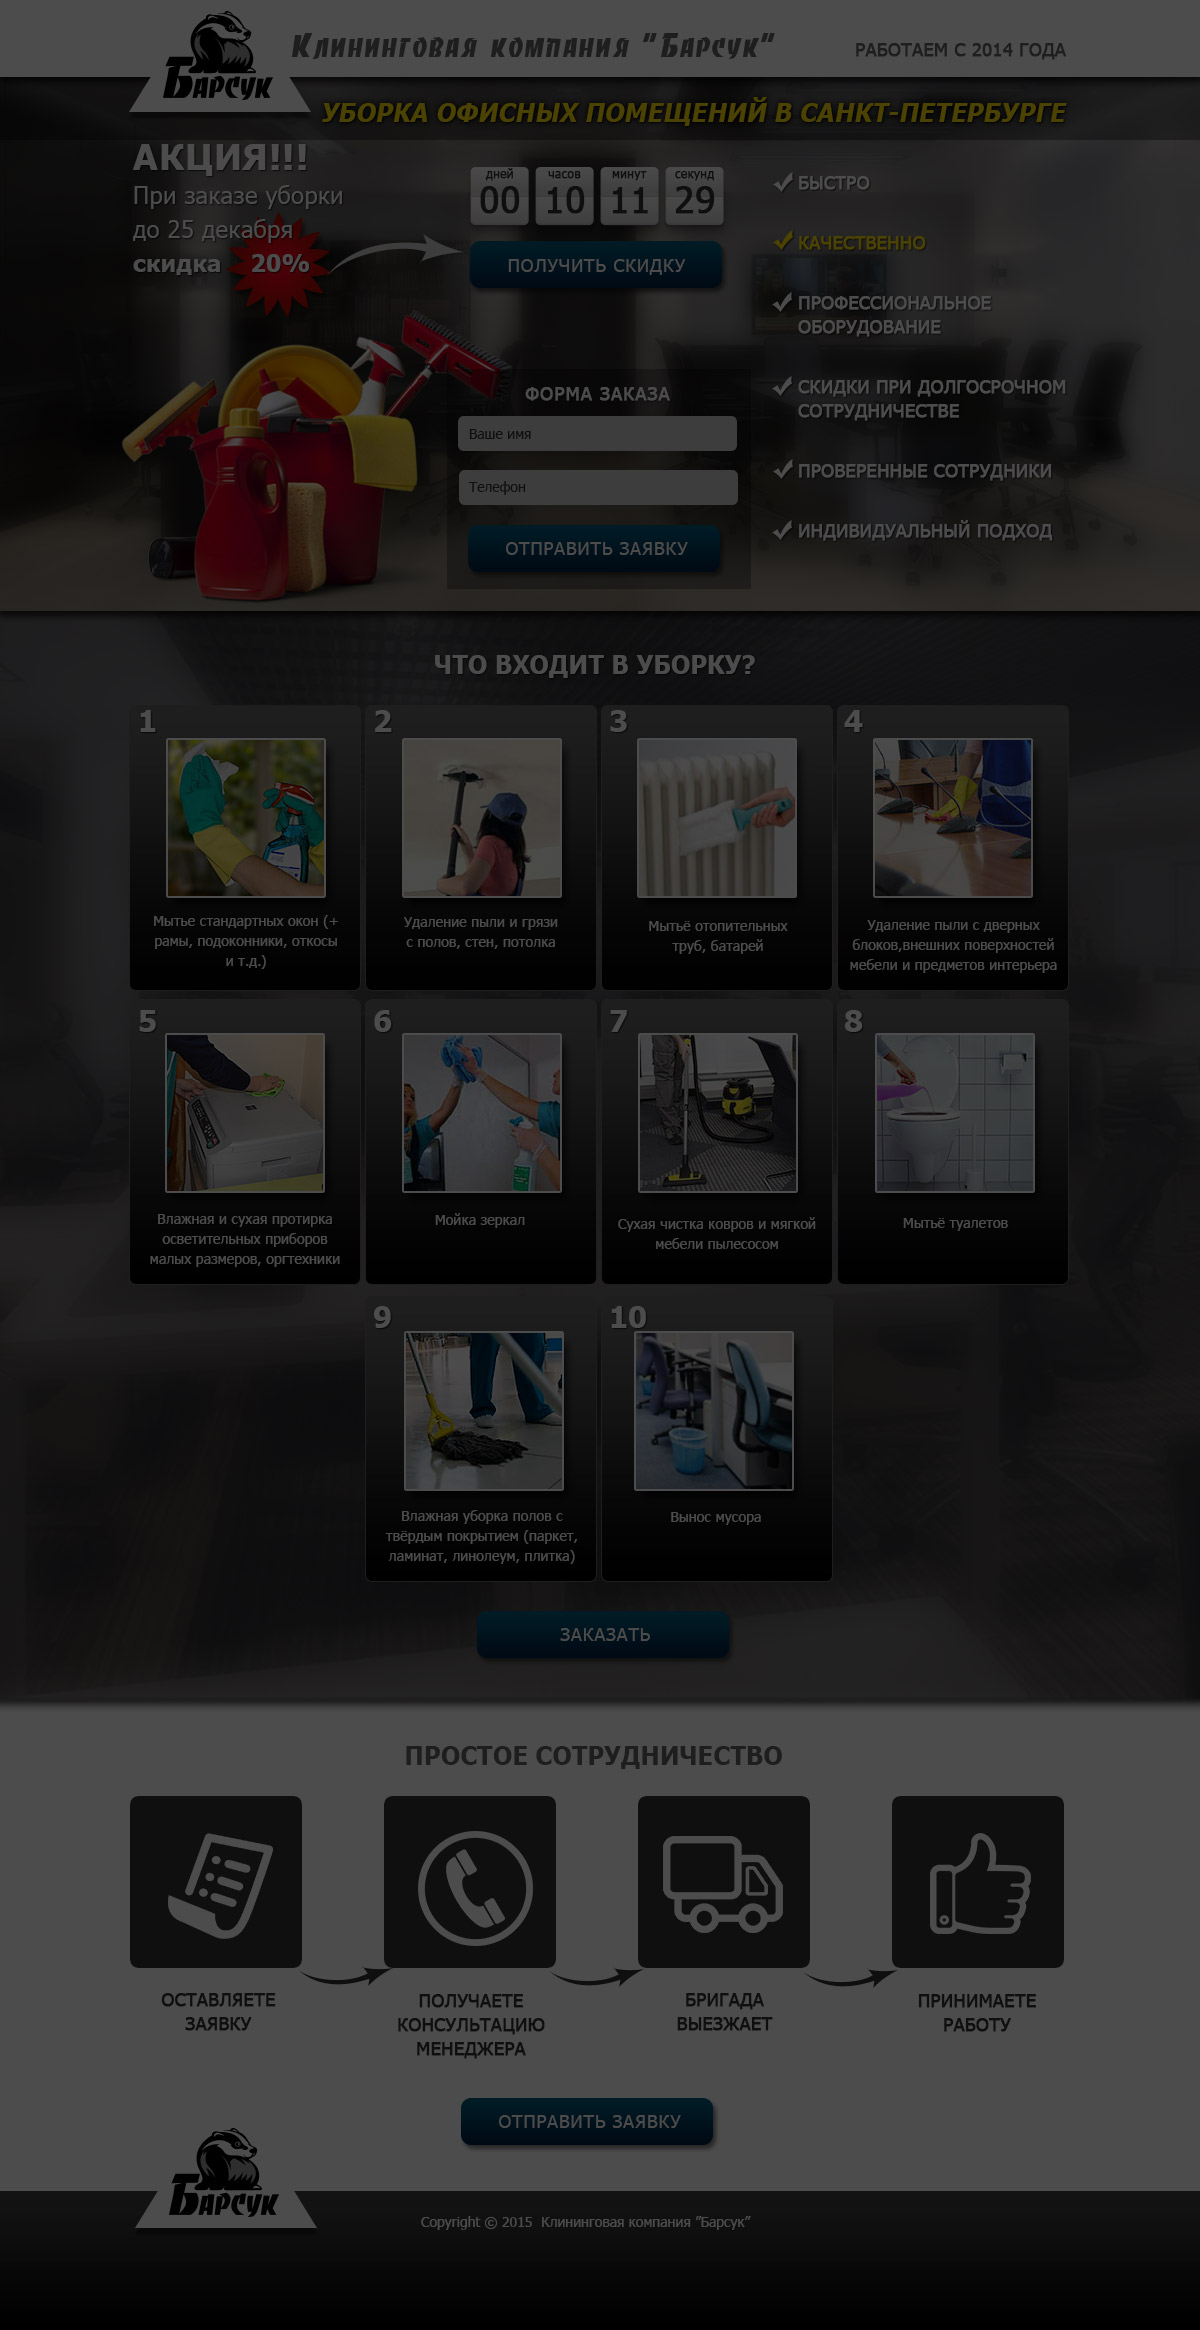 Клининговая компания "Барсук"
РАБОТАЕМ С 2014 ГОДА
Барсук
УБОРКА ОФИСНЫХ ПОМЕЩЕНИЙ В САНКТ-ПЕТЕРБУРГЕ
АКЦИЯ!!!
При заказе уборки
до 25 декабря
скидка 20%
дней часов минут секунд
00 10 11 29
ПОЛУЧИТЬ СКИДКУ
БЫСТРО
КАЧЕСТВЕННО
ПРОФЕССИОНАЛЬНОЕ
ОБОРУДОВАНИЕ
СКИДКИ ПРИ ДОЛГОСРОЧНОМ
СОТРУДНИЧЕСТВЕ
ПРОВЕРЕННЫЕ СОТРУДНИКИ
ИНДИВИДУАЛЬНЫЙ ПОДХОД
ФОРМА ЗАКАЗА
Ваше имя
Телефон
ОТПРАВИТЬ ЗАЯВКУ
ЧТО ВХОДИТ В УБОРКУ?
1
Мытье стандартных окон (+
рамы, подоконники, откосы
и т.д.)
2
Удаление пыли и грязи
с полов, стен, потолка
3
Мытьё отопительных
труб, батарей
4
Удаление пыли с дверных
блоков,внешних поверхностей
мебели и предметов интерьера
5
Влажная и сухая протирка
осветительных приборов
малых размеров, оргтехники
6
Мойка зеркал
7
Сухая чистка ковров и мягкой
мебели пылесосом
8
Мытьё туалетов
9
Влажная уборка полов с
твёрдым покрытием (паркет,
ламинат, линолеум, плитка)
10
Вынос мусора
ЗАКАЗАТЬ
ПРОСТОЕ СОТРУДНИЧЕСТВО
ОСТАВЛЯЕТЕ
ЗАЯВКУ
ПОЛУЧАЕТЕ
КОНСУЛЬТАЦИЮ
МЕНЕДЖЕРА
БРИГАДА
ВЫЕЗЖАЕТ
ПРИНИМАЕТЕ
РАБОТУ
ОТПРАВИТЬ ЗАЯВКУ
Барсук
Copyright © 2015 Клининговая компания "Барсук"